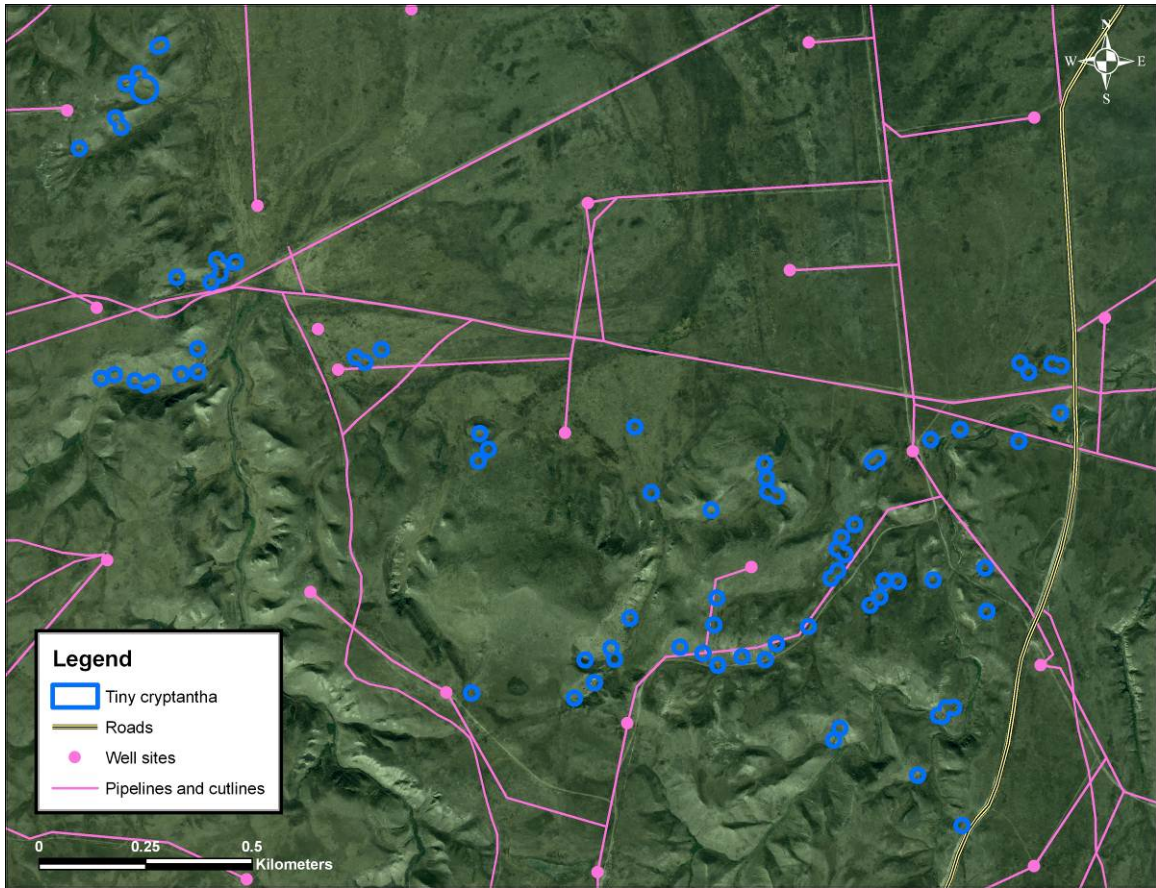 N
W E
S
Legend
Tiny cryptantha
Roads
Well sites
Pipelines and cutlines
0 0.25 0.5
Kilometers